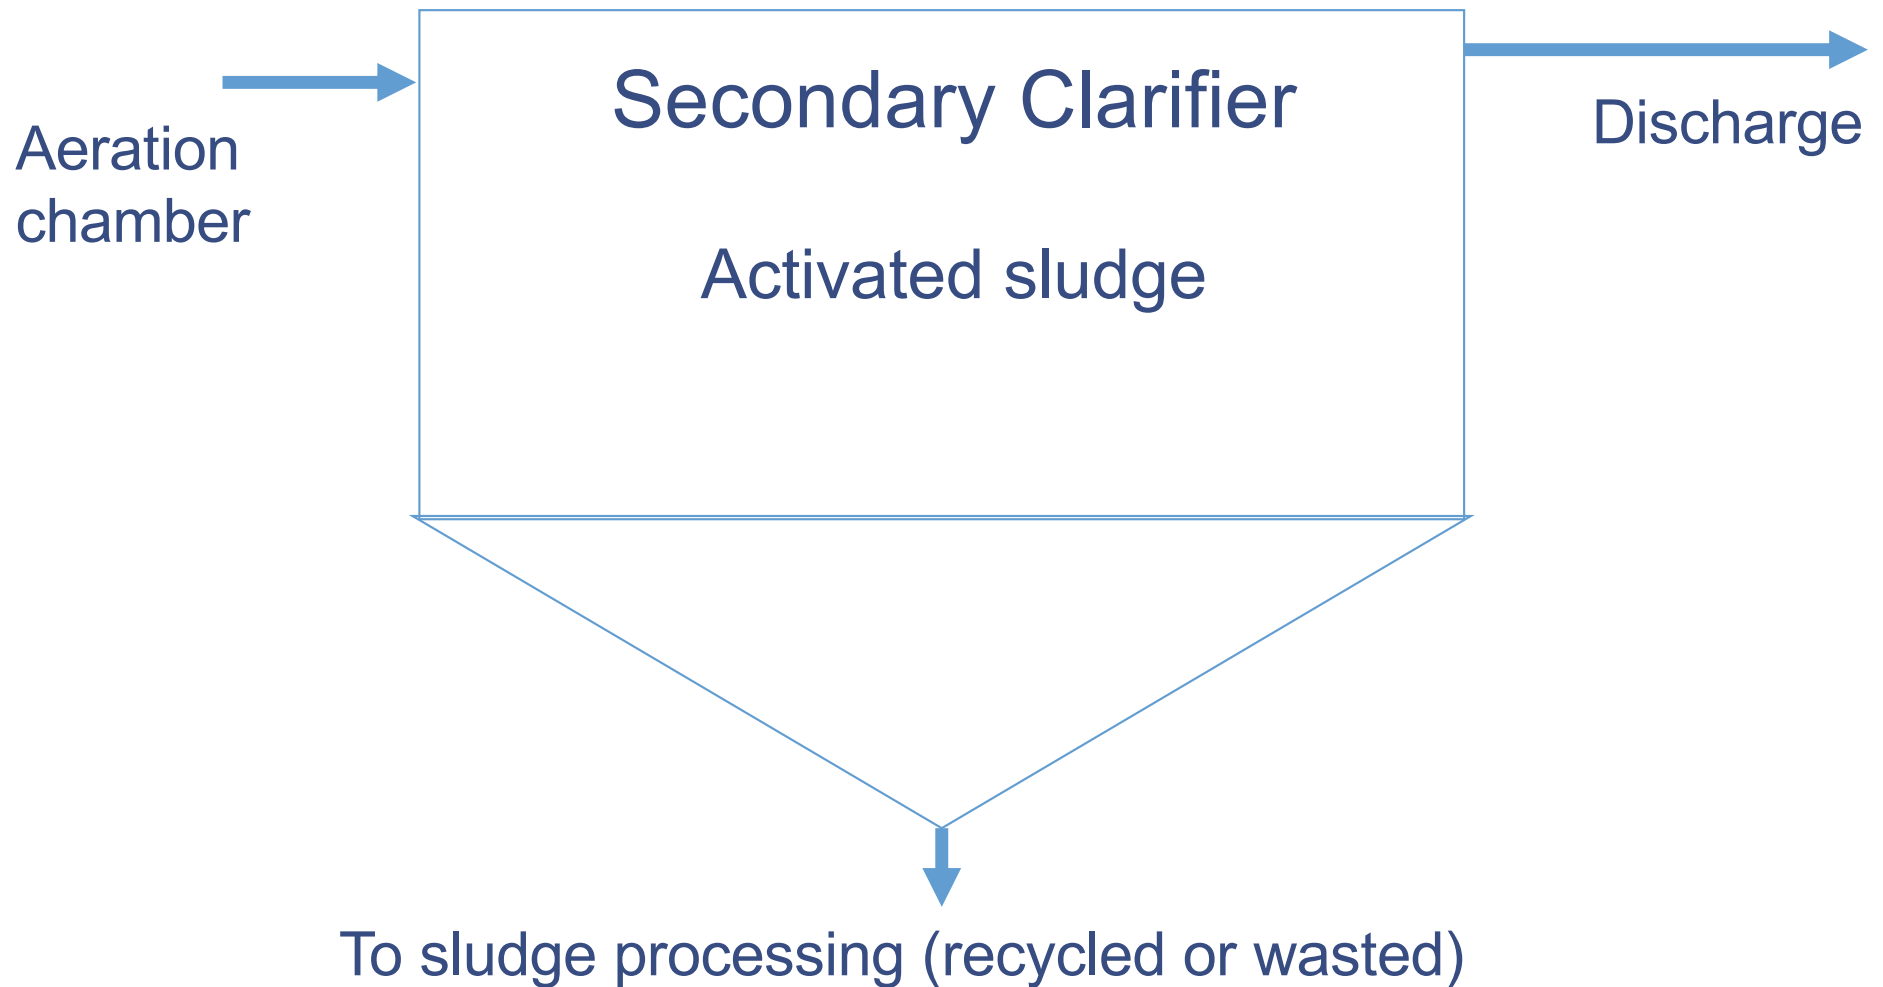 Secondary Clarifier
Discharge
Aeration
chamber
Activated sludge
To sludge processing (recycled or wasted)